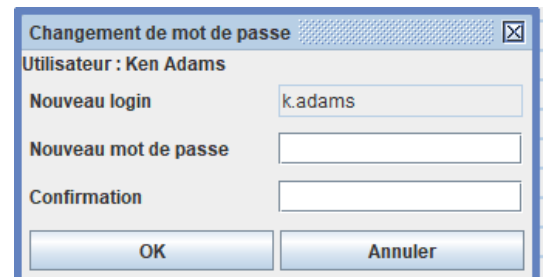 Changement de mot de passe
Utilisateur : Ken Adams
Nouveau login k.adams
Nouveau mot de passe
Confirmation
OK Annuler